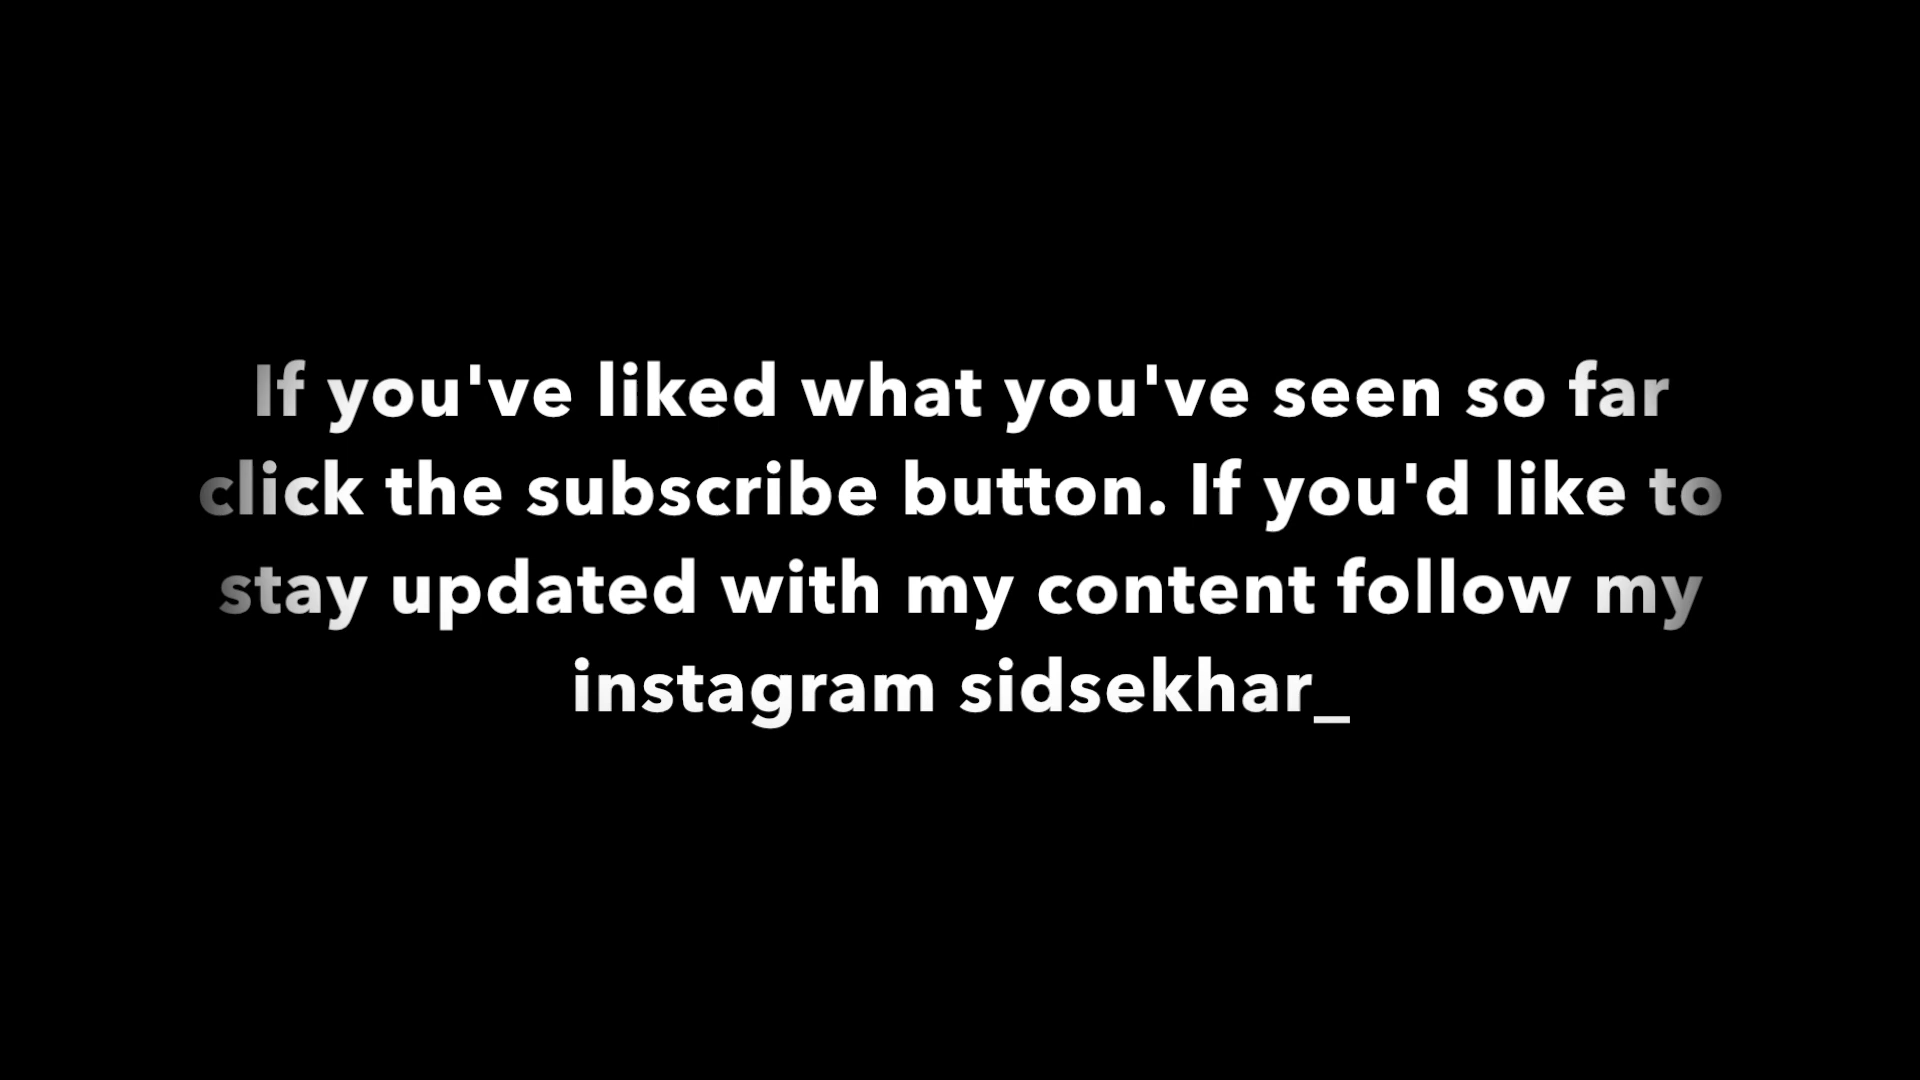 If you've liked what you've seen so far
click the subscribe button. If you'd like to
stay updated with my content follow my
instagram sidsekhar_